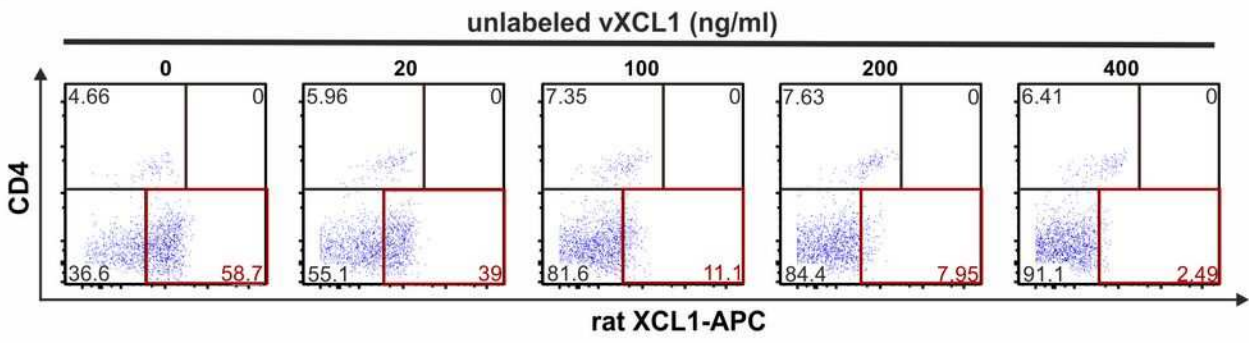 unlabeled vXCL1 (ng/ml)
0 20 100 200 400
4.66 0 5.96 0 7.35 0 7.63 0 6.41 0
CD4
36.6 58.7 55.1 39 81.6 11.1 84.4 7.95 91.1 2.49
rat XCL1-APC